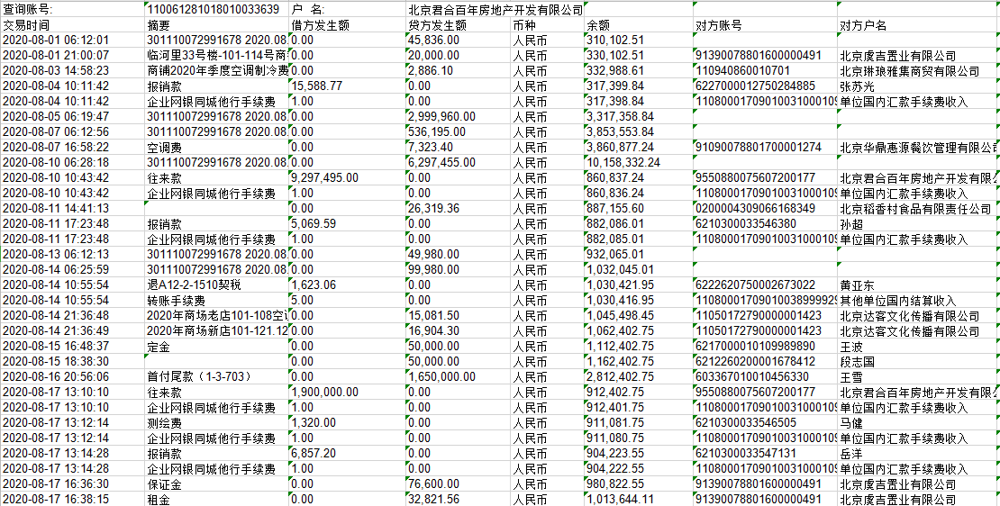 查询账号: 110061281018010033639 户  名: 北京君合百年房地产开发有限公司
交易时间 摘要 借方发生额 贷方发生额 币种 余额 对方账号 对方户名
2020-08-01 06:12:01 301110072991678 2020.08. 0.00 45,836.00 人民币 310,102.51
2020-08-01 21:00:07 临河里33号楼-101-114号商 0.00 20,000.00 人民币 330,102.51 91390078801600000491 北京虞吉置业有限公司
2020-08-03 14:58:23 商铺2020年季度空调制冷费 0.00 2,886.10 人民币 332,988.61 110940860010701 北京琳琅雅集商贸有限公司
2020-08-04 10:11:42 报销款 15,588.77 0.00 人民币 317,399.84 6227000012750284885 张苏光
2020-08-04 10:11:42 企业网银同城他行手续费 1.00 0.00 人民币 317,398.84 1108000170901003100010 单位国内汇款手续费收入
2020-08-05 06:19:47 301110072991678 2020.08. 0.00 2,999,960.00 人民币 3,317,358.84
2020-08-07 06:12:56 301110072991678 2020.08. 0.00 536,195.00 人民币 3,853,553.84
2020-08-07 16:58:22 空调费 0.00 7,323.40 人民币 3,860,877.24 91090078801700001274 北京华鼎惠源餐饮管理有限公
2020-08-10 06:28:18 301110072991678 2020.08. 0.00 6,297,455.00 人民币 10,158,332.24
2020-08-10 10:43:42 往来款 9,297,495.00 0.00 人民币 860,837.24 9550880075607200177 北京君合百年房地产开发有限
2020-08-10 10:43:42 企业网银同城他行手续费 1.00 0.00 人民币 860,836.24 1108000170901003100010 单位国内汇款手续费收入
2020-08-11 14:41:13 0.00 26,319.36 人民币 887,155.60 0200004309066168349 北京稻香村食品有限责任公司
2020-08-11 17:23:48 报销款 5,069.59 0.00 人民币 882,086.01 6210300033546380 孙超
2020-08-11 17:23:48 企业网银同城他行手续费 1.00 0.00 人民币 882,085.01 1108000170901003100010 单位国内汇款手续费收入
2020-08-13 06:12:13 301110072991678 2020.08. 0.00 49,980.00 人民币 932,065.01
2020-08-14 06:25:59 301110072991678 2020.08. 0.00 99,980.00 人民币 1,032,045.01
2020-08-14 10:55:54 退A12-2-1510契税 1,623.06 0.00 人民币 1,030,421.95 6222620750002673022 黄亚东
2020-08-14 10:55:54 转账手续费 5.00 0.00 人民币 1,030,416.95 110800017090100389999 其他单位国内结算收入
2020-08-14 21:36:48 2020年商场老店101-108空 0.00 15,081.50 人民币 1,045,498.45 11050172790000001423 北京达客文化传播有限公司
2020-08-14 21:36:49 2020年商场新店101-121.12 0.00 16,904.30 人民币 1,062,402.75 11050172790000001423 北京达客文化传播有限公司
2020-08-15 16:48:37 定金 0.00 50,000.00 人民币 1,112,402.75 6217000010109989890 王波
2020-08-15 18:38:30 0.00 50,000.00 人民币 1,162,402.75 6212260200001678412 段志国
2020-08-16 20:56:06 首付尾款（1-3-703） 0.00 1,650,000.00 人民币 2,812,402.75 603367010010456330 王雪
2020-08-17 13:10:10 往来款 1,900,000.00 0.00 人民币 912,402.75 9550880075607200177 北京君合百年房地产开发有限
2020-08-17 13:10:10 企业网银同城他行手续费 1.00 0.00 人民币 912,401.75 1108000170901003100010 单位国内汇款手续费收入
2020-08-17 13:12:14 测绘费 1,320.00 0.00 人民币 911,081.75 6210300033546505 马健
2020-08-17 13:12:14 企业网银同城他行手续费 1.00 0.00 人民币 911,080.75 1108000170901003100010 单位国内汇款手续费收入
2020-08-17 13:14:28 报销款 6,857.20 0.00 人民币 904,223.55 6210300033547131 岳洋
2020-08-17 13:14:28 企业网银同城他行手续费 1.00 0.00 人民币 904,222.55 1108000170901003100010 单位国内汇款手续费收入
2020-08-17 16:36:30 保证金 0.00 76,600.00 人民币 980,822.55 91390078801600000491 北京虞吉置业有限公司
2020-08-17 16:38:15 租金 0.00 32,821.56 人民币 1,013,644.11 91390078801600000491 北京虞吉置业有限公司